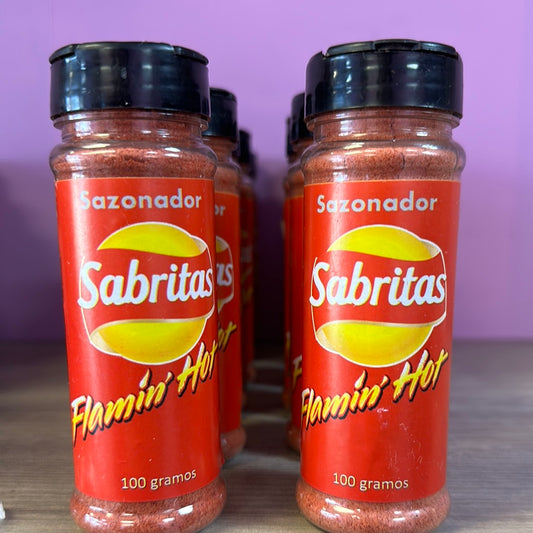 Sazonador
Sabritas
Flamin' Hot
100 gramos
Sazonador
Sabritas
Flamin' Hot
100 gramos